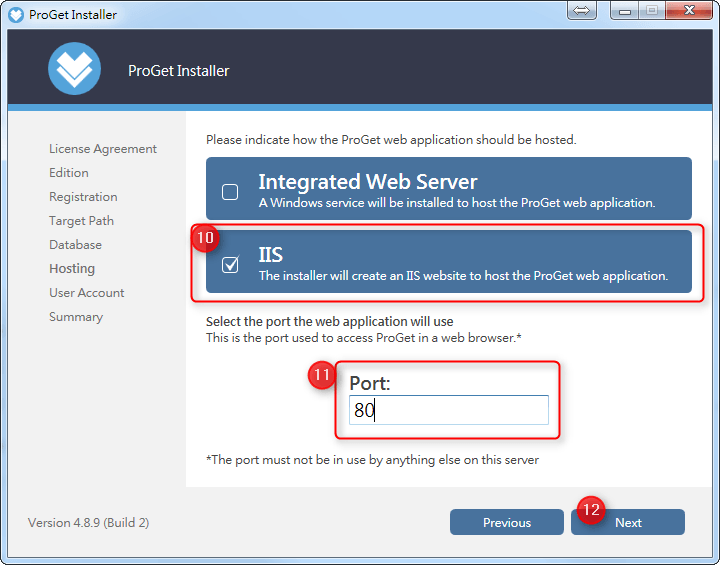 ProGet Installer
ProGet Installer
License Agreement
Edition
Registration
Target Path
Database
Hosting
User Account
Summary
Please indicate how the ProGet web application should be hosted.
Integrated Web Server
A Windows service will be installed to host the ProGet web application.
10
IIS
The installer will create an IIS website to host the ProGet web application.
Select the port the web application will use
This is the port used to access ProGet in a web browser.*
11
Port:
80
*The port must not be in use by anything else on this server
Version 4.8.9 (Build 2)
Previous
12
Next